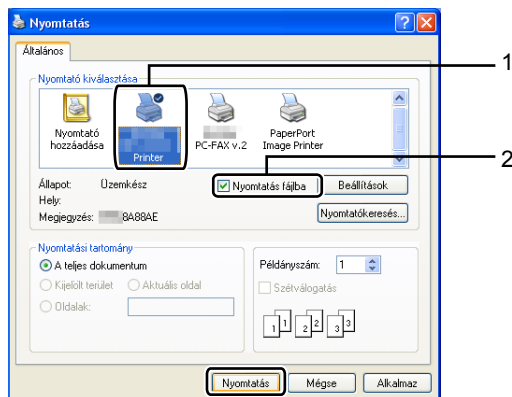 Nyomtatás
Általános
Nyomtató kiválasztása
1
Nyomtató
hozzáadása
Printer
PC-FAX v.2
PaperPort
Image Printer
2
Állapot: Üzemkész
Nyomtatás fájlba
Beállítások
Hely:
Megjegyzés: 8A88AE
Nyomtatókeresés...
Nyomtatási tartomány
A teljes dokumentum
Példányszám: 1
Kijelölt terület
Aktuális oldal
Szétválogatás
Oldalak:
1 1 2 2 3 3
Nyomtatás
Mégse
Alkalmaz